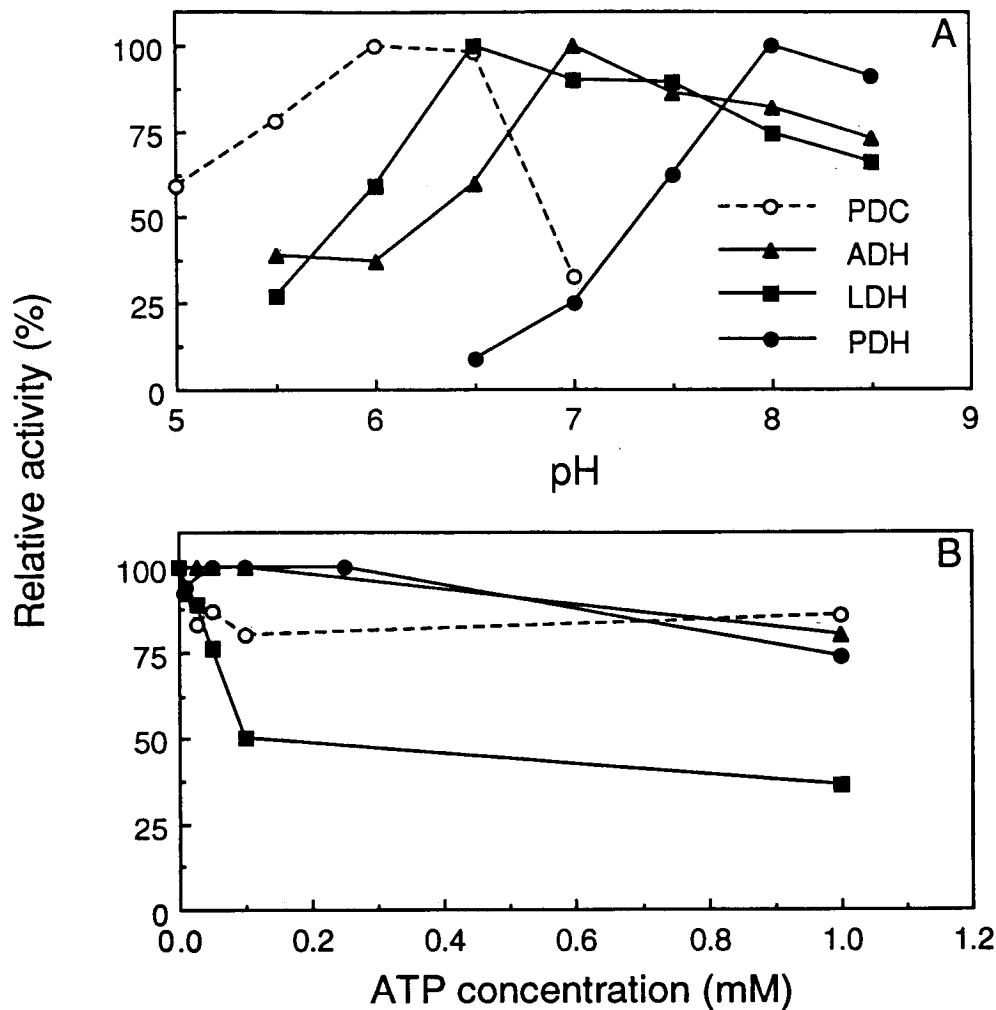 A
100
75
50
25
0
PDC
ADH
LDH
PDH
5 6 7 8 9
pH
Relative activity (%)
B
100
75
50
25
0
0.0 0.2 0.4 0.6 0.8 1.0 1.2
ATP concentration (mM)